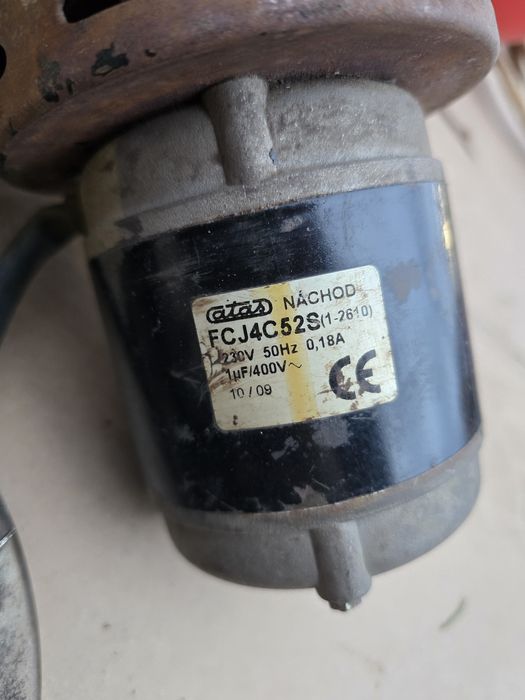 atas NÁCHOD
FCJ4C52S (1-2610)
230V 50Hz 0,18A
1µF/400V~
10/09
CE